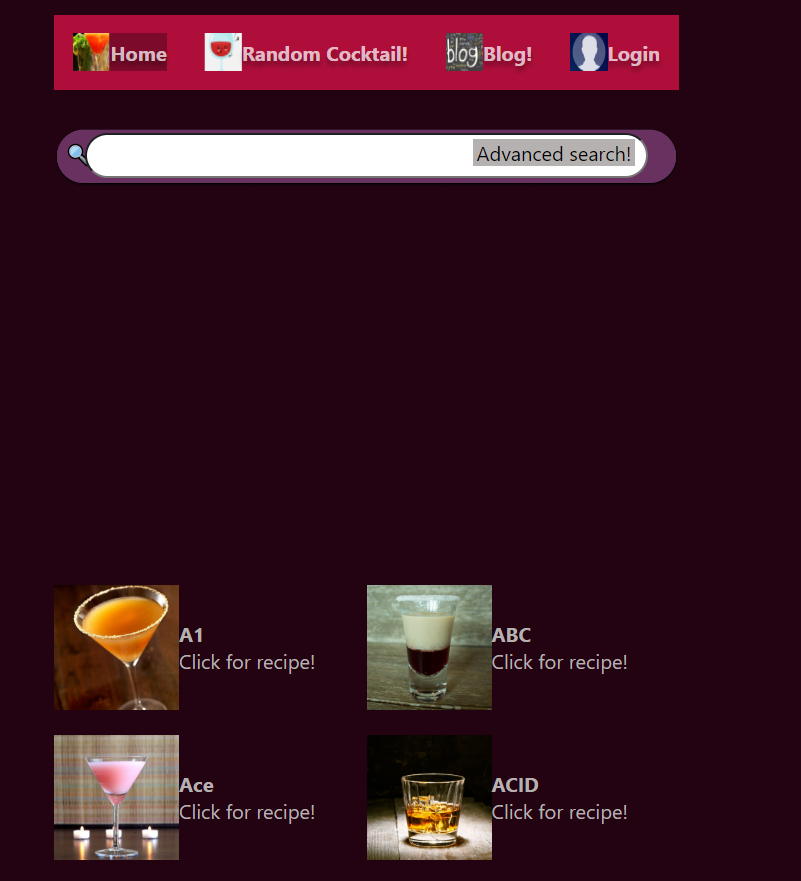 Home Random Cocktail! blog Blog! Login
Advanced search!
A1
Click for recipe!
ABC
Click for recipe!
Ace
Click for recipe!
ACID
Click for recipe!